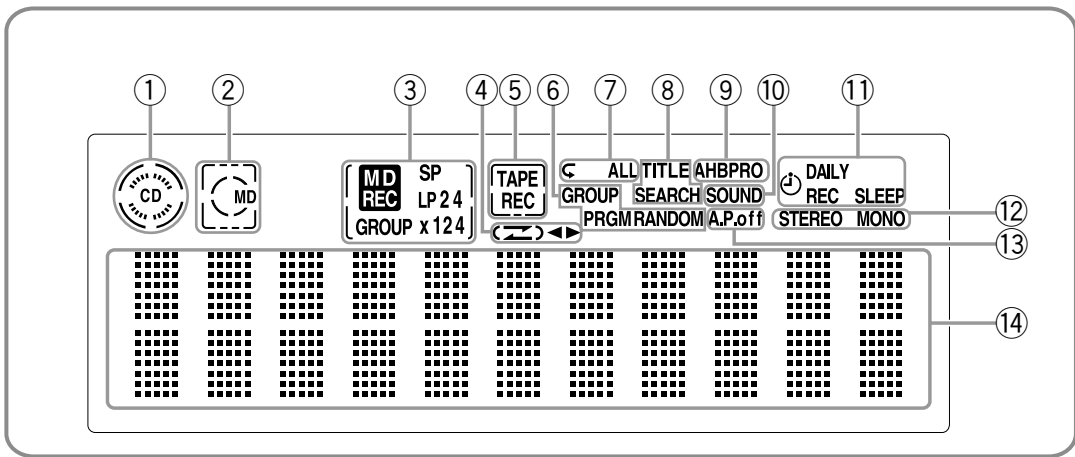 ① ② ③ ④ ⑤ ⑥ ⑦ ⑧ ⑨ ⑩ ⑪
CD
MD
MD REC
SP
LP 2 4
GROUP x 1 2 4
TAPE
REC
ALL TITLE AHBPRO
GROUP SEARCH SOUND
PRGM RANDOM A.P.off
DAILY
REC SLEEP
STEREO MONO
⑫
⑬
⑭